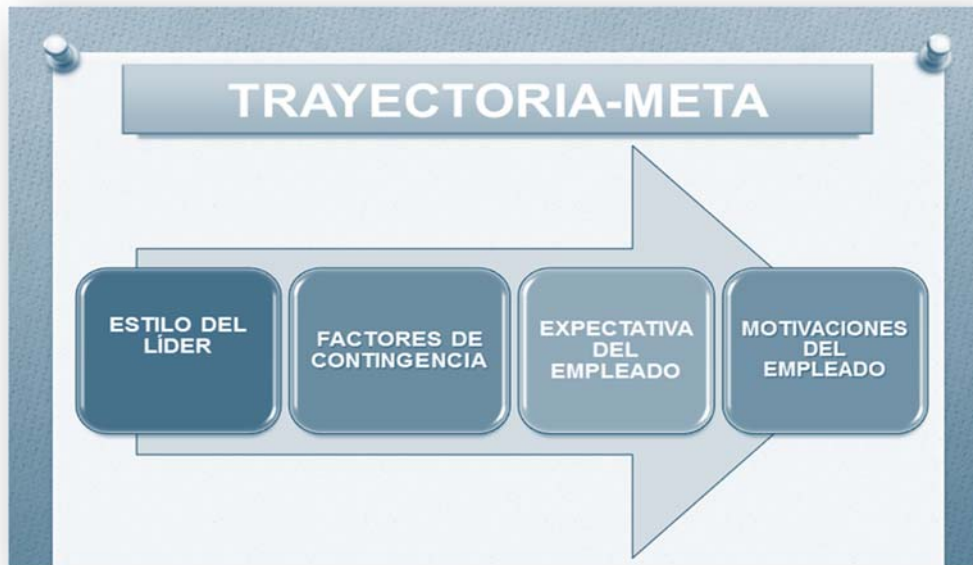 TRAYECTORIA-META
ESTILO DEL
LÍDER
FACTORES DE
CONTINGENCIA
EXPECTATIVA
DEL
EMPLEADO
MOTIVACIONES
DEL
EMPLEADO